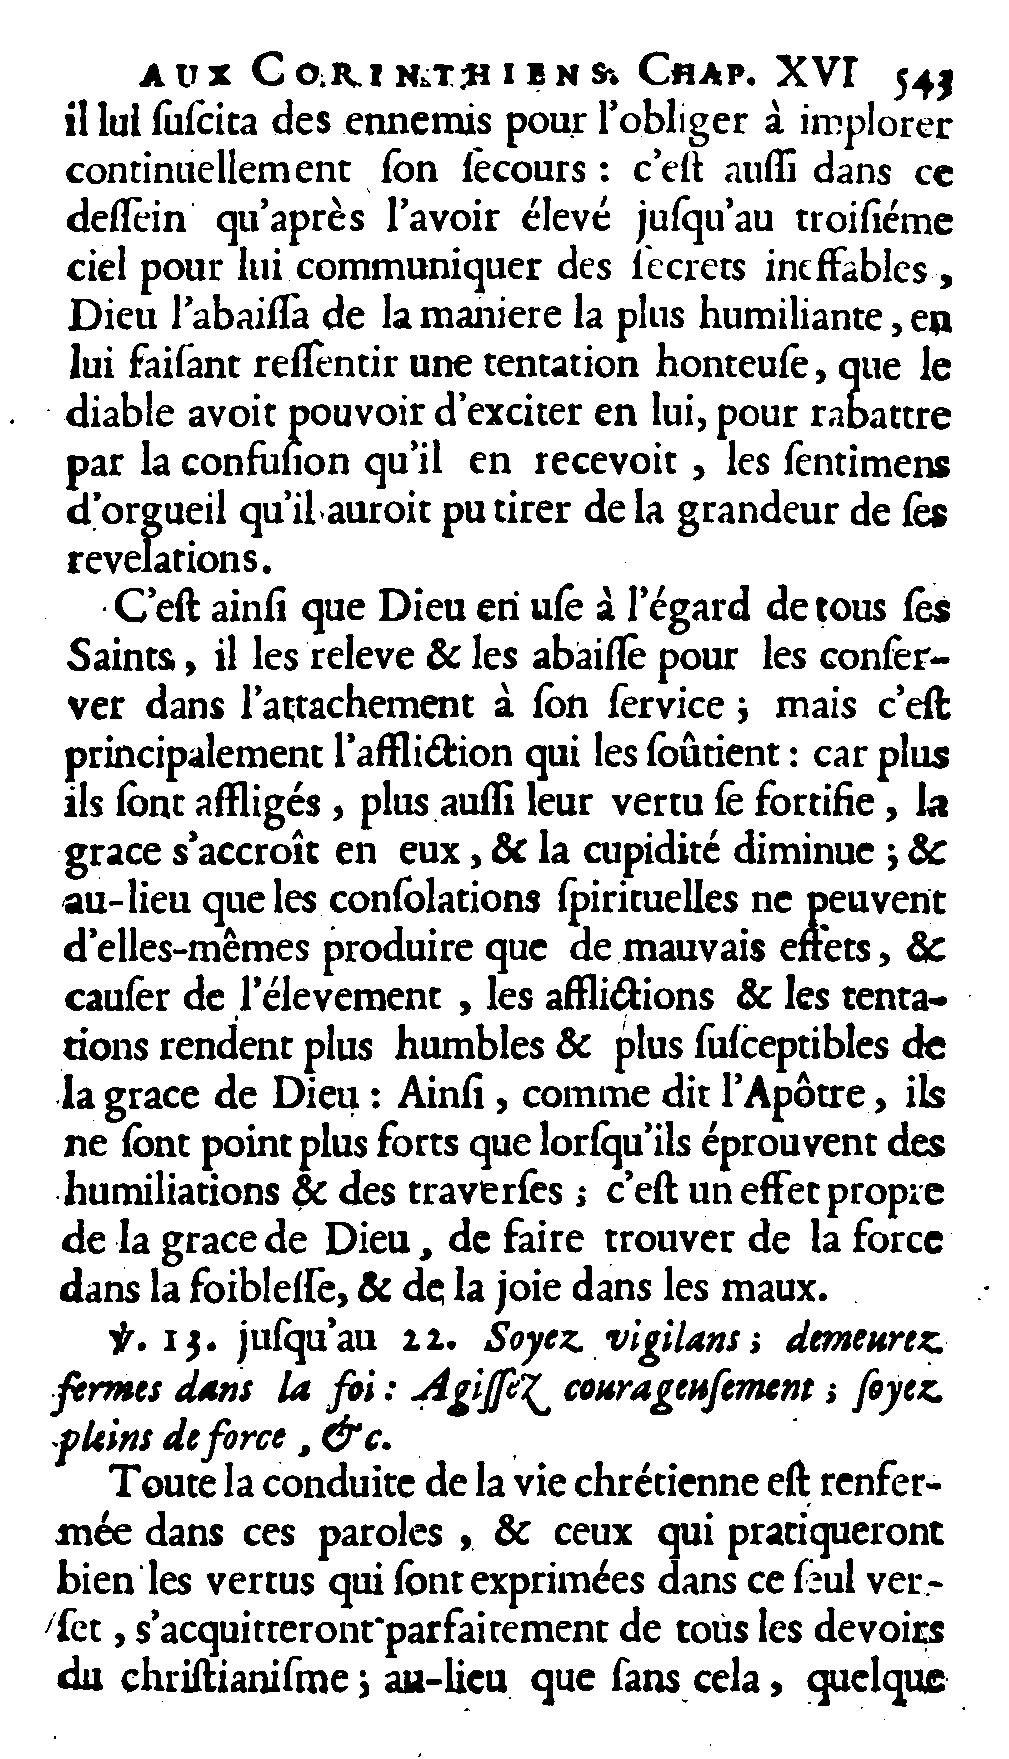 AUX CORINTHIENS. CHAP. XVI 543
il lui ſuſcita des ennemis pour l'obliger à implorer
continuellement ſon ſecours : c'eſt auſſi dans ce
deſſein qu'après l'avoir élevé juſqu'au troiſiéme
ciel pour lui communiquer des ſecrets ineffables,
Dieu l'abaiſſa de la maniere la plus humiliante, en
lui faiſant reſſentir une tentation honteuſe, que le
diable avoit pouvoir d'exciter en lui, pour rabattre
par la confuſion qu'il en recevoit , les ſentimens
d'orgueil qu'il auroit pu tirer de la grandeur de ſes
revelations.
C'eſt ainſi que Dieu en uſe à l'égard de tous ſes
Saints, il les releve & les abaiſſe pour les conſer-
ver dans l'attachement à ſon ſervice ; mais c'eſt
principalement l'affliction qui les ſoûtient : car plus
ils ſont affligés , plus auſſi leur vertu ſe fortifie , la
grace s'accroît en eux , & la cupidité diminue ; &
au-lieu que les conſolations ſpirituelles ne peuvent
d'elles-mêmes produire que de mauvais effets, &
cauſer de l'élevement , les afflictions & les tenta-
tions rendent plus humbles & plus ſuſceptibles de
la grace de Dieu : Ainſi , comme dit l'Apôtre, ils
ne ſont point plus forts que lorſqu'ils éprouvent des
humiliations & des traverſes ; c'eſt un effet propre
de la grace de Dieu, de faire trouver de la force
dans la foibleſſe, & de la joie dans les maux.
℣. 13. juſqu'au 22. Soyez vigilans ; demeurez
fermes dans la foi : Agiſſez courageuſement ; ſoyez
pleins de force , &c.
Toute la conduite de la vie chrétienne eſt renfer-
mée dans ces paroles , & ceux qui pratiqueront
bien les vertus qui ſont exprimées dans ce ſeul ver-
ſet , s'acquitteront parfaitement de tous les devoirs
du chriſtianiſme ; au-lieu que ſans cela, quelque